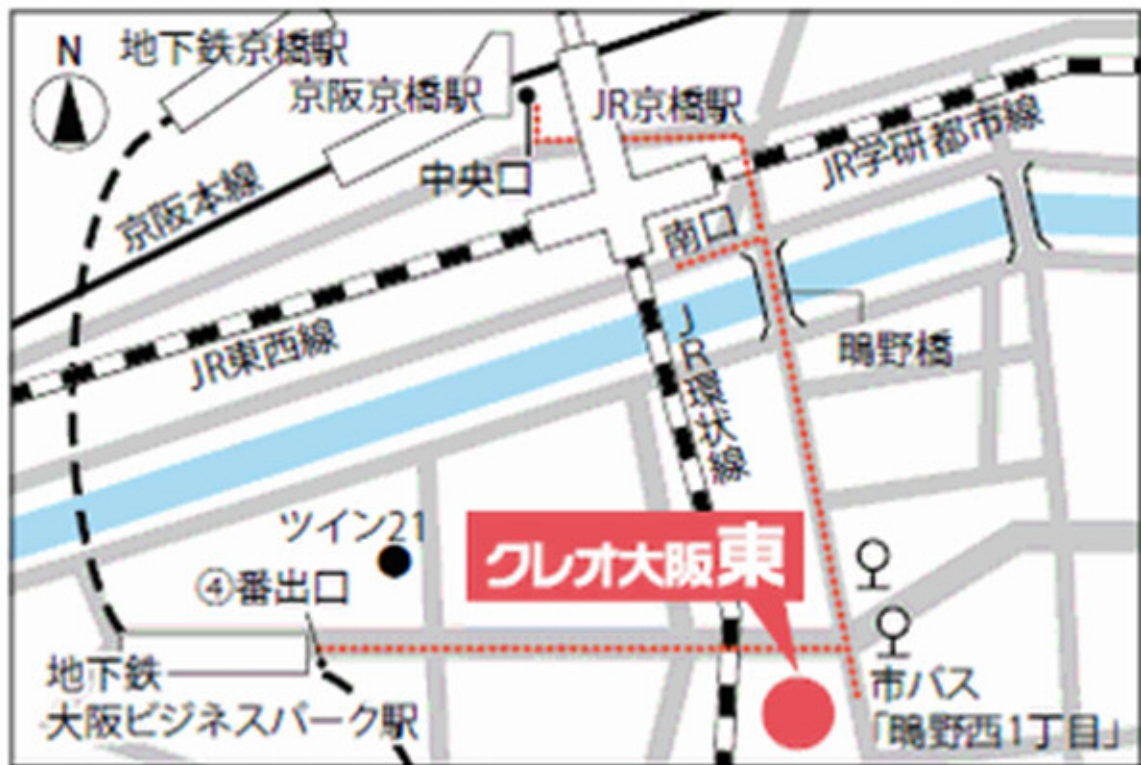 N
地下鉄京橋駅
京阪京橋駅
JR京橋駅
中央口
JR学研都市線
京阪本線
南口
JR東西線
JR環状線
鴫野橋
ツイン21
クレオ大阪東
④番出口
地下鉄
大阪ビジネスパーク駅
市バス
「鴫野西1丁目」